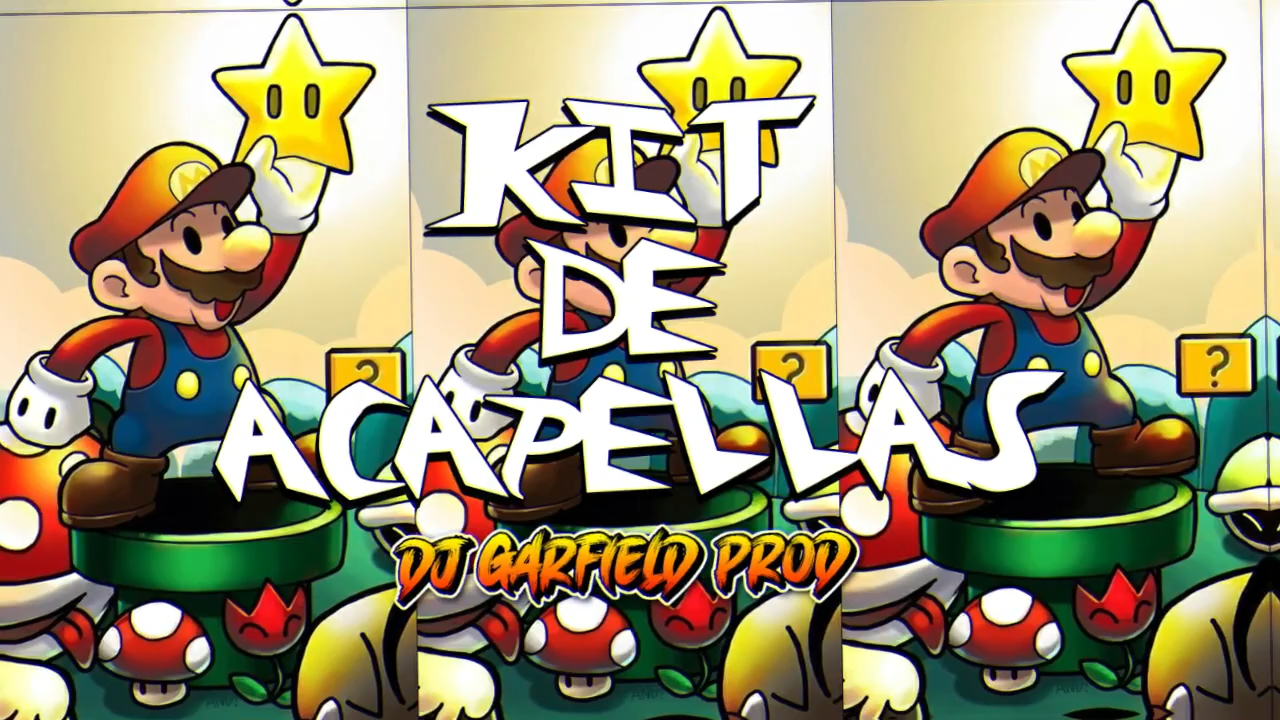 KIT
DE
ACAPELLAS
DJ GARFIELD PROD
M
M
?
?
?